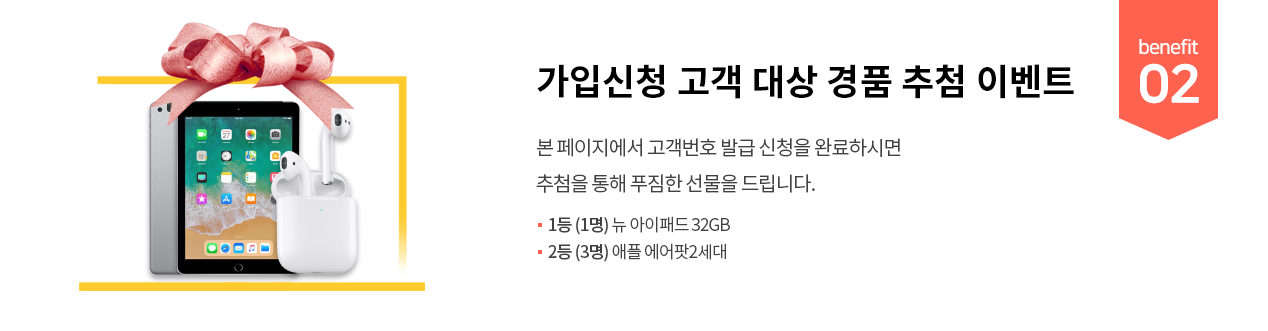 benefit
02
가입신청 고객 대상 경품 추첨 이벤트
본 페이지에서 고객번호 발급 신청을 완료하시면
추첨을 통해 푸짐한 선물을 드립니다.
1등 (1명) 뉴 아이패드 32GB
2등 (3명) 애플 에어팟2세대